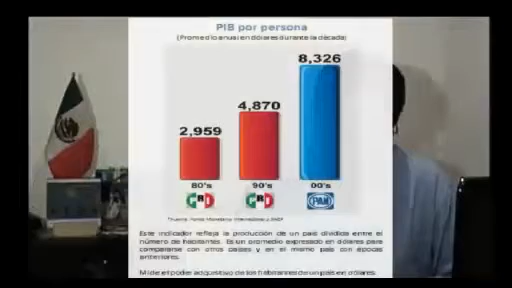 PIB por persona
(Promedio anual en dólares durante la década)
8,326
4,870
2,959
80's 90's 00's
PRI PRI PAN
Este indicador refleja la producción de un país dividida entre el
número de habitantes. Es un promedio expresado en dólares para
compararse con otros países y en el mismo país con épocas
anteriores.
Mide el poder adquisitivo de los habitantes de un país en dólares.